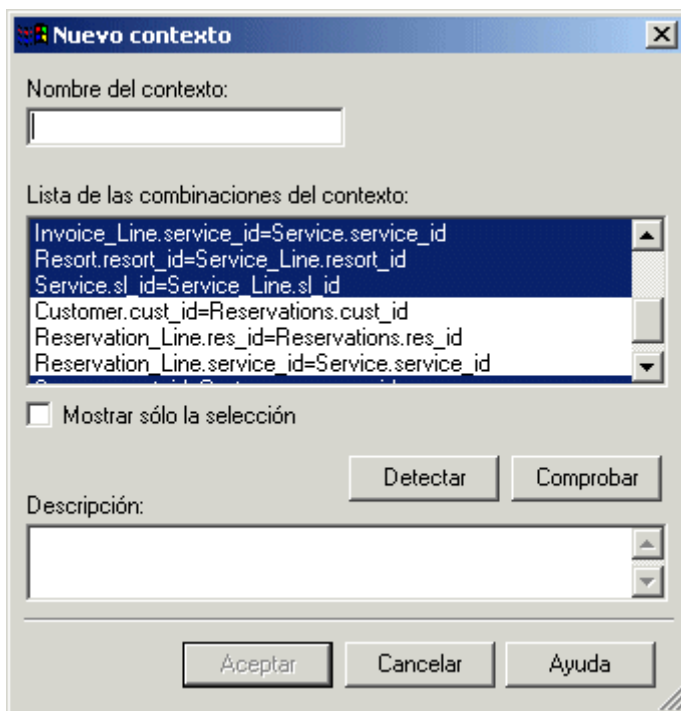 Nuevo contexto
Nombre del contexto:
Lista de las combinaciones del contexto:
Invoice_Line.service_id=Service.service_id
Resort.resort_id=Service_Line.resort_id
Service.sl_id=Service_Line.sl_id
Customer.cust_id=Reservations.cust_id
Reservation_Line.res_id=Reservations.res_id
Reservation_Line.service_id=Service.service_id
Mostrar sólo la selección
Detectar Comprobar
Descripción:
Aceptar Cancelar Ayuda